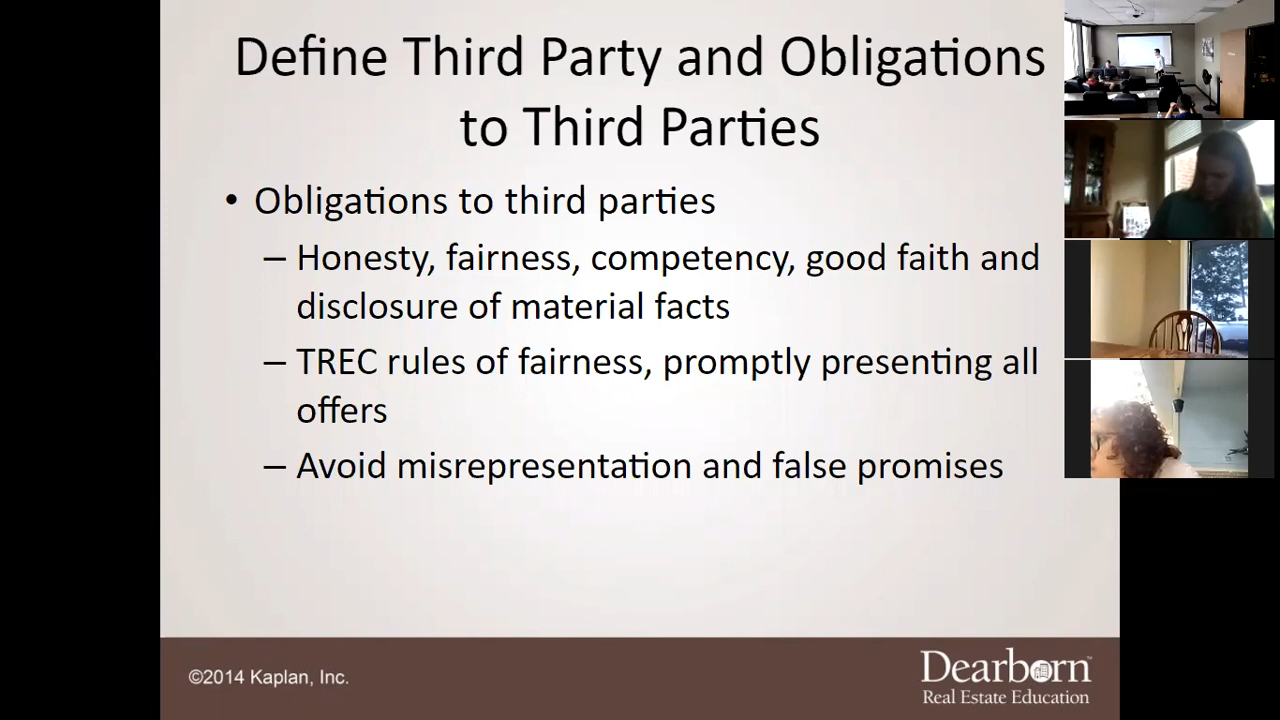 Define Third Party and Obligations
to Third Parties
• Obligations to third parties
– Honesty, fairness, competency, good faith and
disclosure of material facts
– TREC rules of fairness, promptly presenting all
offers
– Avoid misrepresentation and false promises
©2014 Kaplan, Inc.
Dearborn™
Real Estate Education